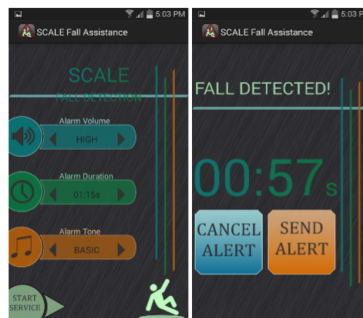 5:03 PM
SCALE Fall Assistance
SCALE
FALL DETECTION
Alarm Volume
HIGH
Alarm Duration
01:15s
Alarm Tone
BASIC
START
SERVICE
5:03 PM
SCALE Fall Assistance
FALL DETECTED!
00:57s
CANCEL
ALERT
SEND
ALERT